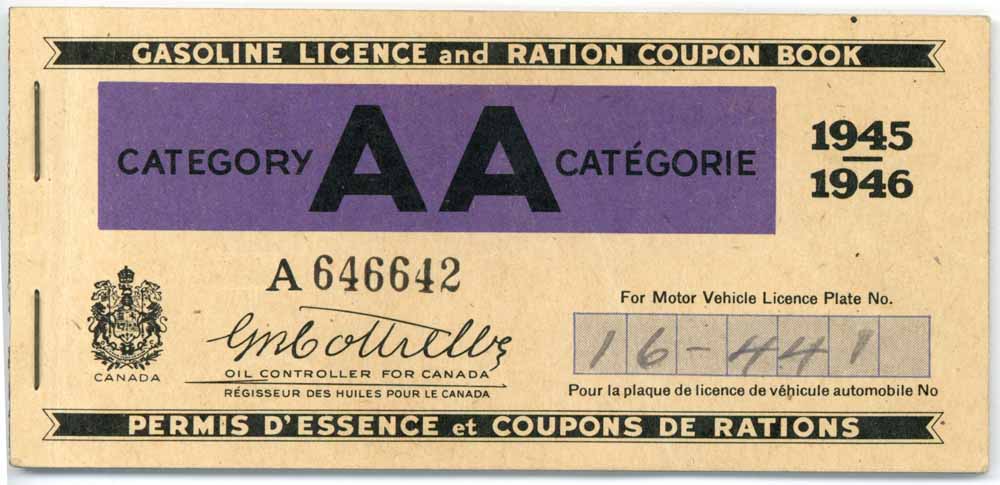 GASOLINE LICENCE and RATION COUPON BOOK
CATEGORY AA CATÉGORIE
1945
1946
A 646642
For Motor Vehicle Licence Plate No.
16-441
CANADA
OIL CONTROLLER FOR CANADA
RÉGISSEUR DES HUILES POUR LE CANADA
Pour la plaque de licence de véhicule automobile No
PERMIS D'ESSENCE et COUPONS DE RATIONS